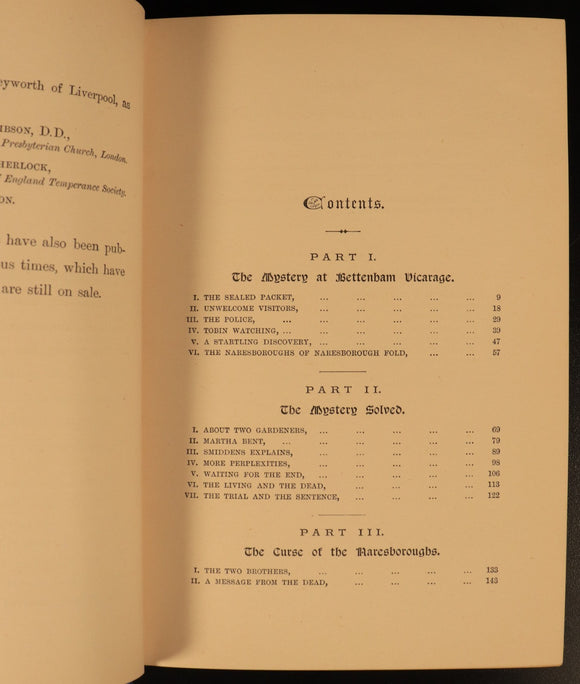 eyworth of Liverpool, as
IBSON, D.D.,
Presbyterian Church, London.
HERLOCK,
f England Temperance Society.
ON.
have also been pub-
us times, which have
are still on sale.
Contents.
PART I.
The Mystery at Bettenham Vicarage.
I. THE SEALED PACKET, ... ... ... ... 9
II. UNWELCOME VISITORS, ... ... ... ... 18
III. THE POLICE, ... ... ... ... ... 29
IV. TOBIN WATCHING, ... ... ... ... ... 39
V. A STARTLING DISCOVERY, ... ... ... ... 47
VI. THE NARESBOROUGHS OF NARESBOROUGH FOLD, ... ... 57
PART II.
The Mystery Solved.
I. ABOUT TWO GARDENERS, ... ... ... ... 69
II. MARTHA BENT, ... ... ... ... ... 79
III. SMIDDENS EXPLAINS, ... ... ... ... 89
IV. MORE PERPLEXITIES, ... ... ... ... 98
V. WAITING FOR THE END, ... ... ... ... 106
VI. THE LIVING AND THE DEAD, ... ... ... ... 113
VII. THE TRIAL AND THE SENTENCE, ... ... ... ... 122
PART III.
The Curse of the Naresboroughs.
I. THE TWO BROTHERS, ... ... ... ... 133
II. A MESSAGE FROM THE DEAD, ... ... ... ... 143